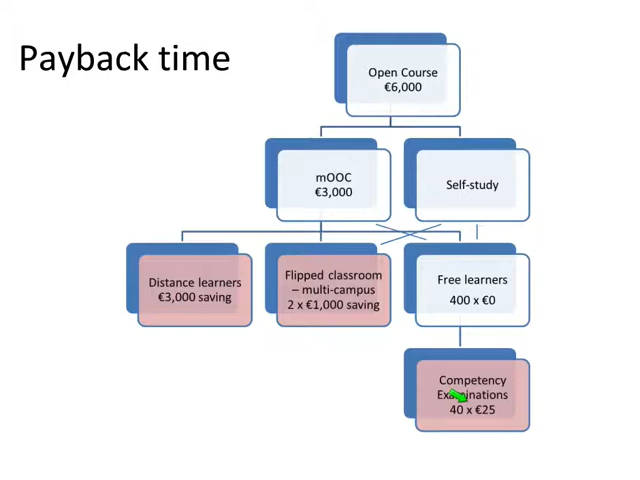 Payback time
Open Course
€6,000
mOOC
€3,000
Self-study
Distance learners
€3,000 saving
Flipped classroom
– multi-campus
2 x €1,000 saving
Free learners
400 x €0
Competency
Examinations
40 x €25